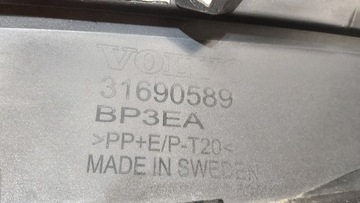 VOLVO
31690589
BP3EA
>PP+E/P-T20<
MADE IN SWEDEN